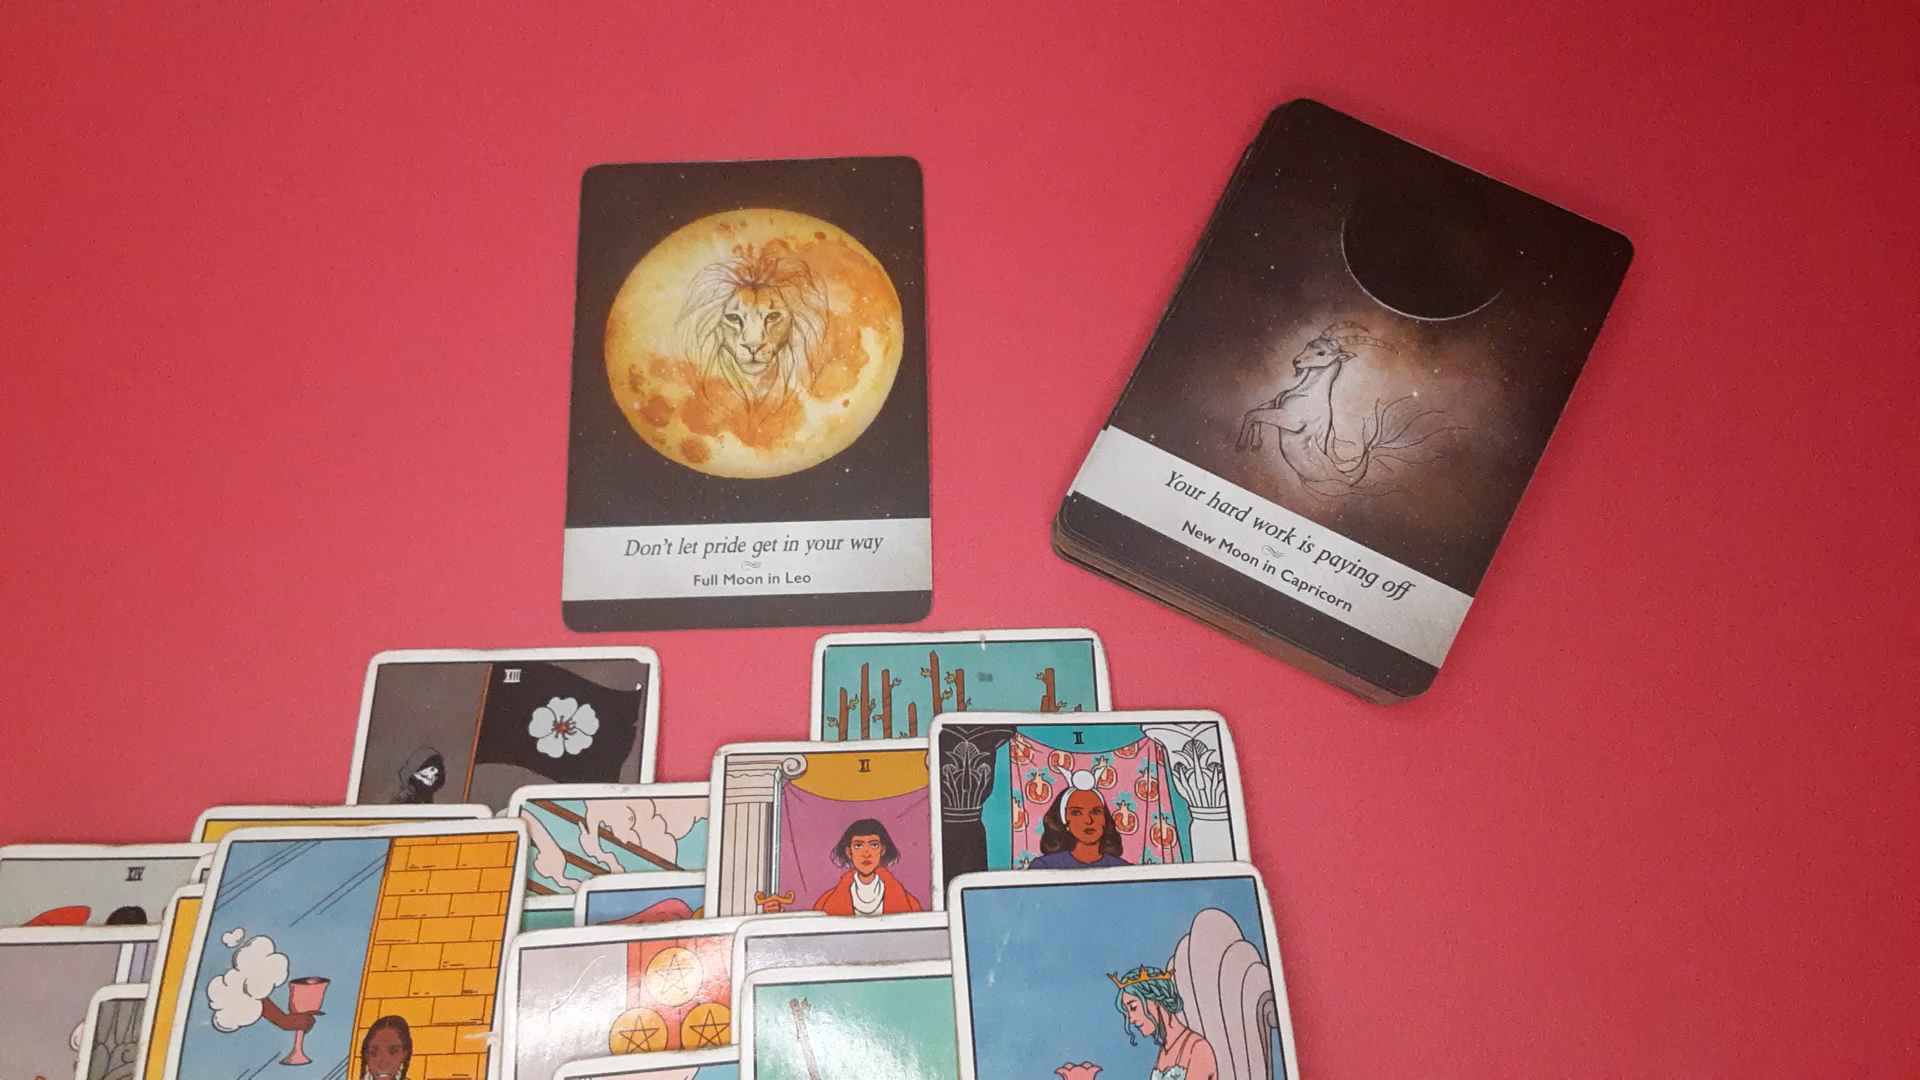 Don't let pride get in your way
Full Moon in Leo
Your hard work is paying off
New Moon in Capricorn
XIII
II
XIV